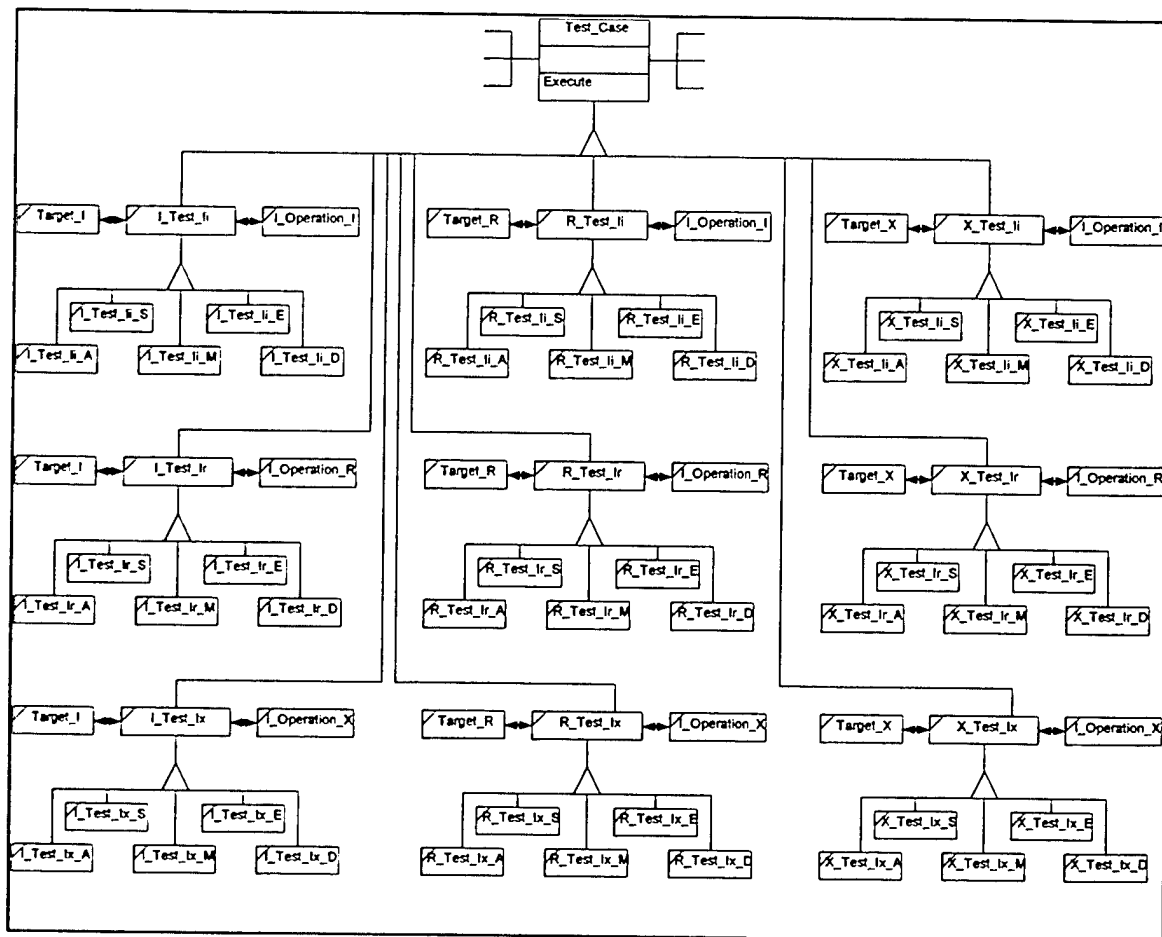 Test_Case
Execute
Target_I
I_Test_Ii
I_Operation_I
Target_R
R_Test_Ii
I_Operation_I
Target_X
X_Test_Ii
I_Operation_I
I_Test_Ii_S
I_Test_Ii_E
R_Test_Ii_S
R_Test_Ii_E
X_Test_Ii_S
X_Test_Ii_E
I_Test_Ii_A
I_Test_Ii_M
I_Test_Ii_D
R_Test_Ii_A
R_Test_Ii_M
R_Test_Ii_D
X_Test_Ii_A
X_Test_Ii_M
X_Test_Ii_D
Target_I
I_Test_Ir
I_Operation_R
Target_R
R_Test_Ir
I_Operation_R
Target_X
X_Test_Ir
I_Operation_R
I_Test_Ir_S
I_Test_Ir_E
R_Test_Ir_S
R_Test_Ir_E
X_Test_Ir_S
X_Test_Ir_E
I_Test_Ir_A
I_Test_Ir_M
I_Test_Ir_D
R_Test_Ir_A
R_Test_Ir_M
R_Test_Ir_D
X_Test_Ir_A
X_Test_Ir_M
X_Test_Ir_D
Target_I
I_Test_Ix
I_Operation_X
Target_R
R_Test_Ix
I_Operation_X
Target_X
X_Test_Ix
I_Operation_X
I_Test_Ix_S
I_Test_Ix_E
R_Test_Ix_S
R_Test_Ix_E
X_Test_Ix_S
X_Test_Ix_E
I_Test_Ix_A
I_Test_Ix_M
I_Test_Ix_D
R_Test_Ix_A
R_Test_Ix_M
R_Test_Ix_D
X_Test_Ix_A
X_Test_Ix_M
X_Test_Ix_D